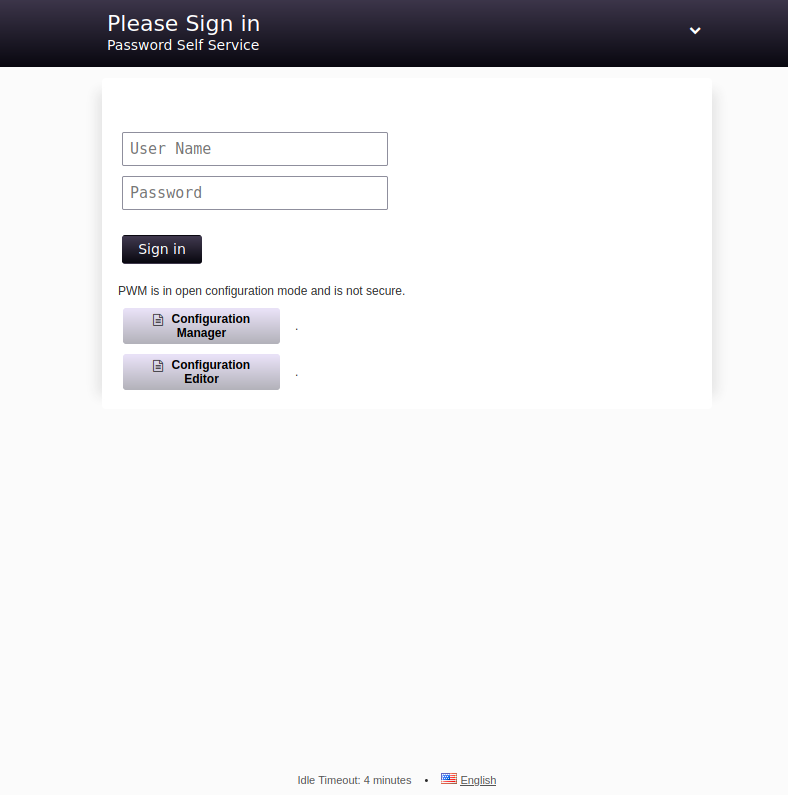 Please Sign in
Password Self Service
User Name
Password
Sign in
PWM is in open configuration mode and is not secure.
Configuration
Manager
.
Configuration
Editor
.
Idle Timeout: 4 minutes • English